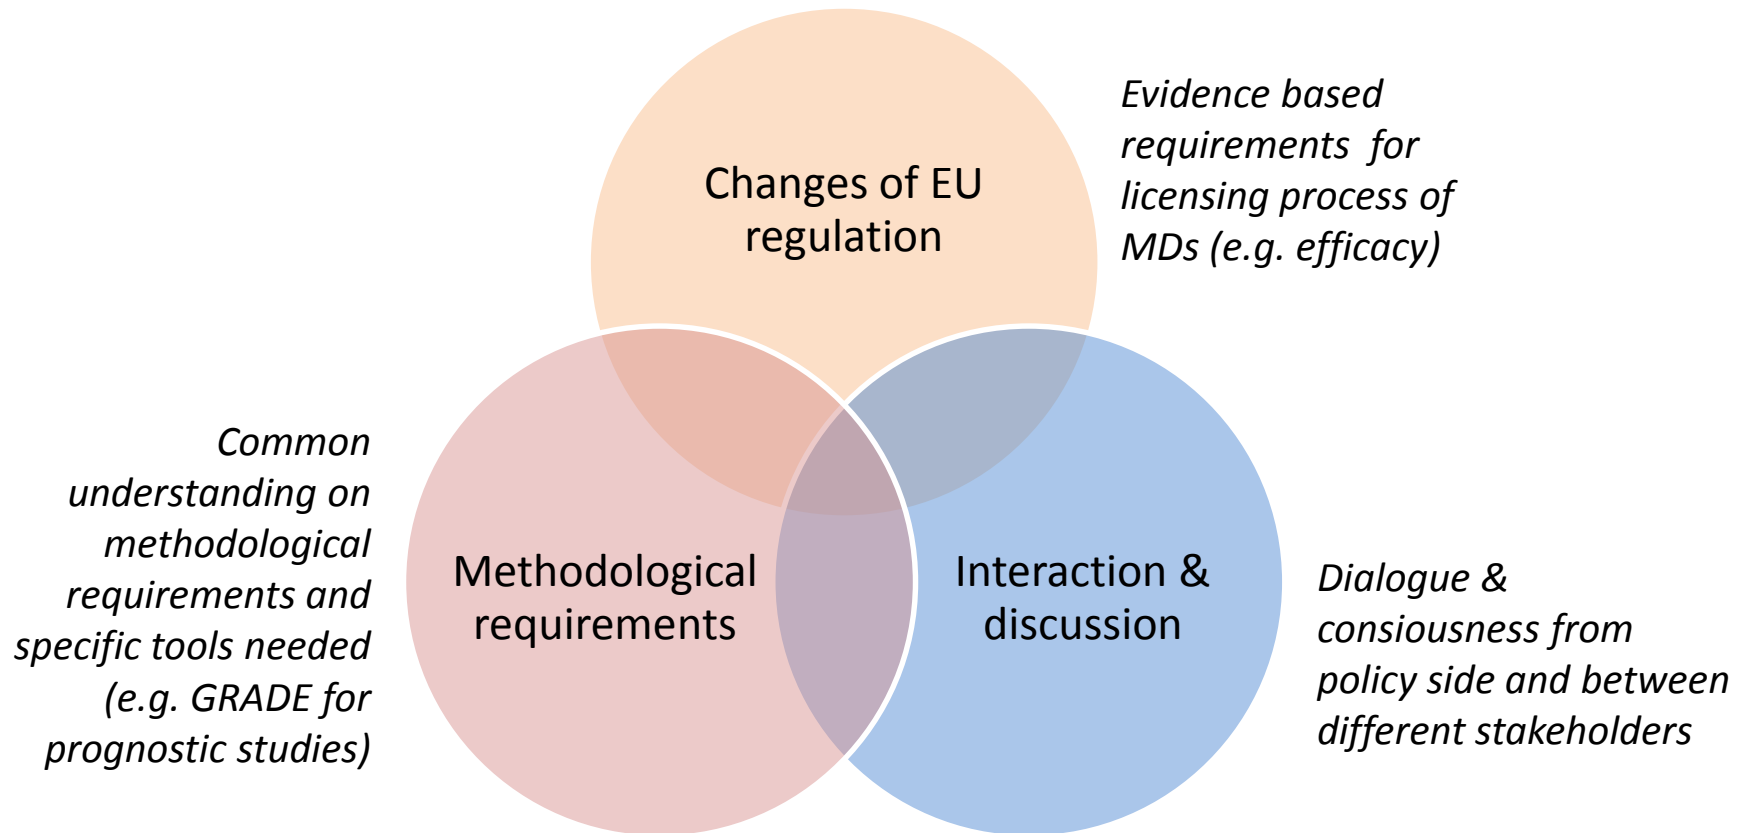 Changes of EU
regulation
Evidence based
requirements for
licensing process of
MDs (e.g. efficacy)
Common
understanding on
methodological
requirements and
specific tools needed
(e.g. GRADE for
prognostic studies)
Methodological
requirements
Interaction &
discussion
Dialogue &
consiousness from
policy side and between
different stakeholders